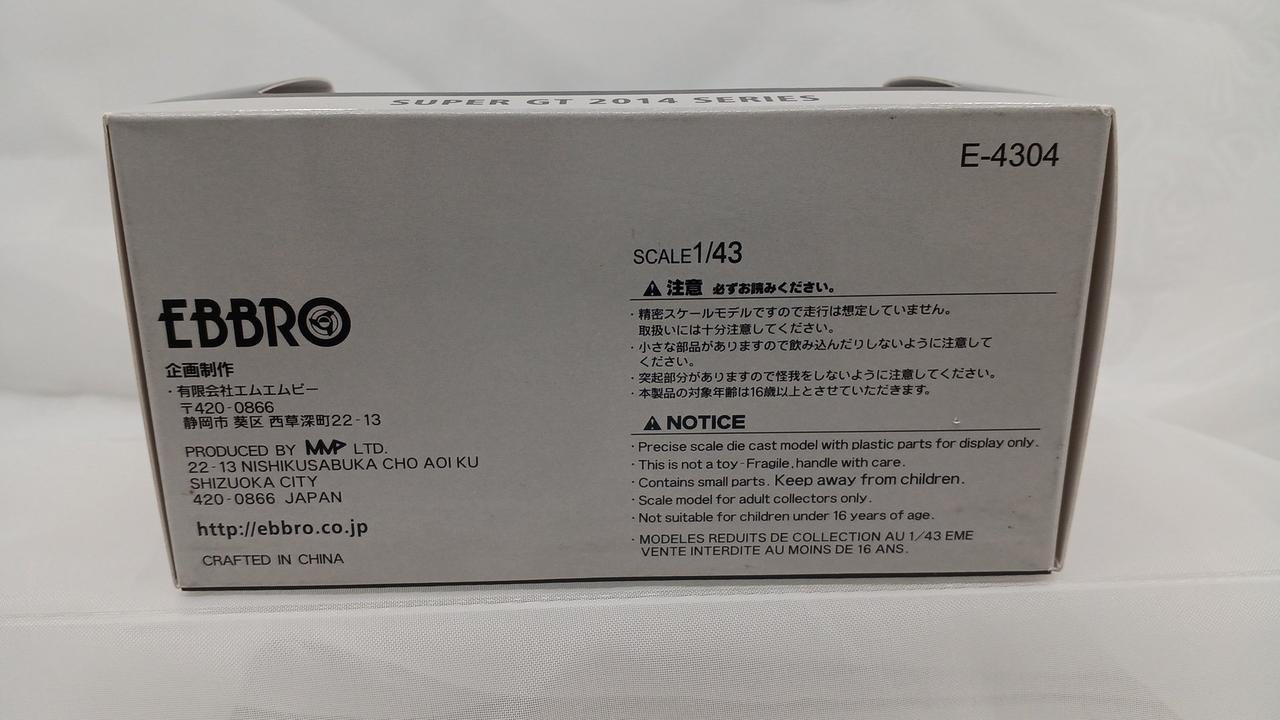 SUPER GT 2014 SERIES
E-4304
EBBRO
企画制作
・有限会社エムエムピー
〒420-0866
静岡市 葵区 西草深町22-13
PRODUCED BY MMP LTD.
22-13 NISHIKUSABUKA CHO AOI KU
SHIZUOKA CITY
420-0866 JAPAN
http://ebbro.co.jp
CRAFTED IN CHINA
SCALE1/43
注意 必ずお読みください。
・精密スケールモデルですので走行は想定していません。
取扱いには十分注意してください。
・小さな部品がありますので飲み込んだりしないように注意して
ください。
・突起部分がありますので怪我をしないように注意してください。
・本製品の対象年齢は16歳以上とさせていただきます。
NOTICE
・Precise scale die cast model with plastic parts for display only.
・This is not a toy-Fragile,handle with care.
・Contains small parts. Keep away from children.
・Scale model for adult collectors only.
・Not suitable for children under 16 years of age.
・MODELES REDUITS DE COLLECTION AU 1/43 EME
VENTE INTERDITE AU MOINS DE 16 ANS.